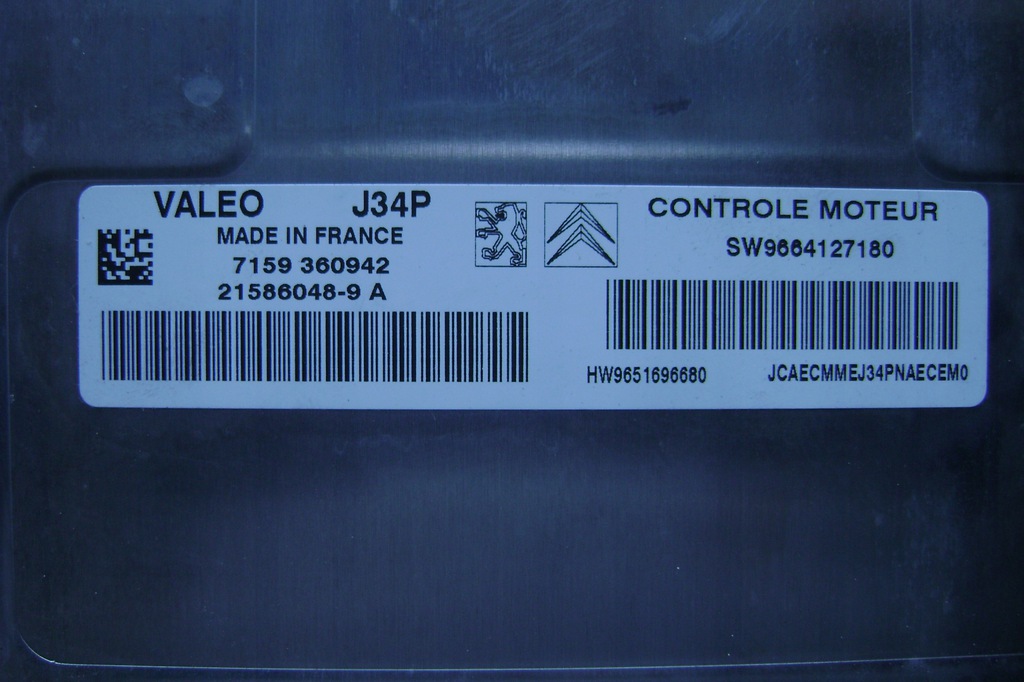 VALEO J34P
MADE IN FRANCE
7159 360942
21586048-9 A
CONTROLE MOTEUR
SW9664127180
HW9651696680 JCAECMMEJ34PNAECEM0